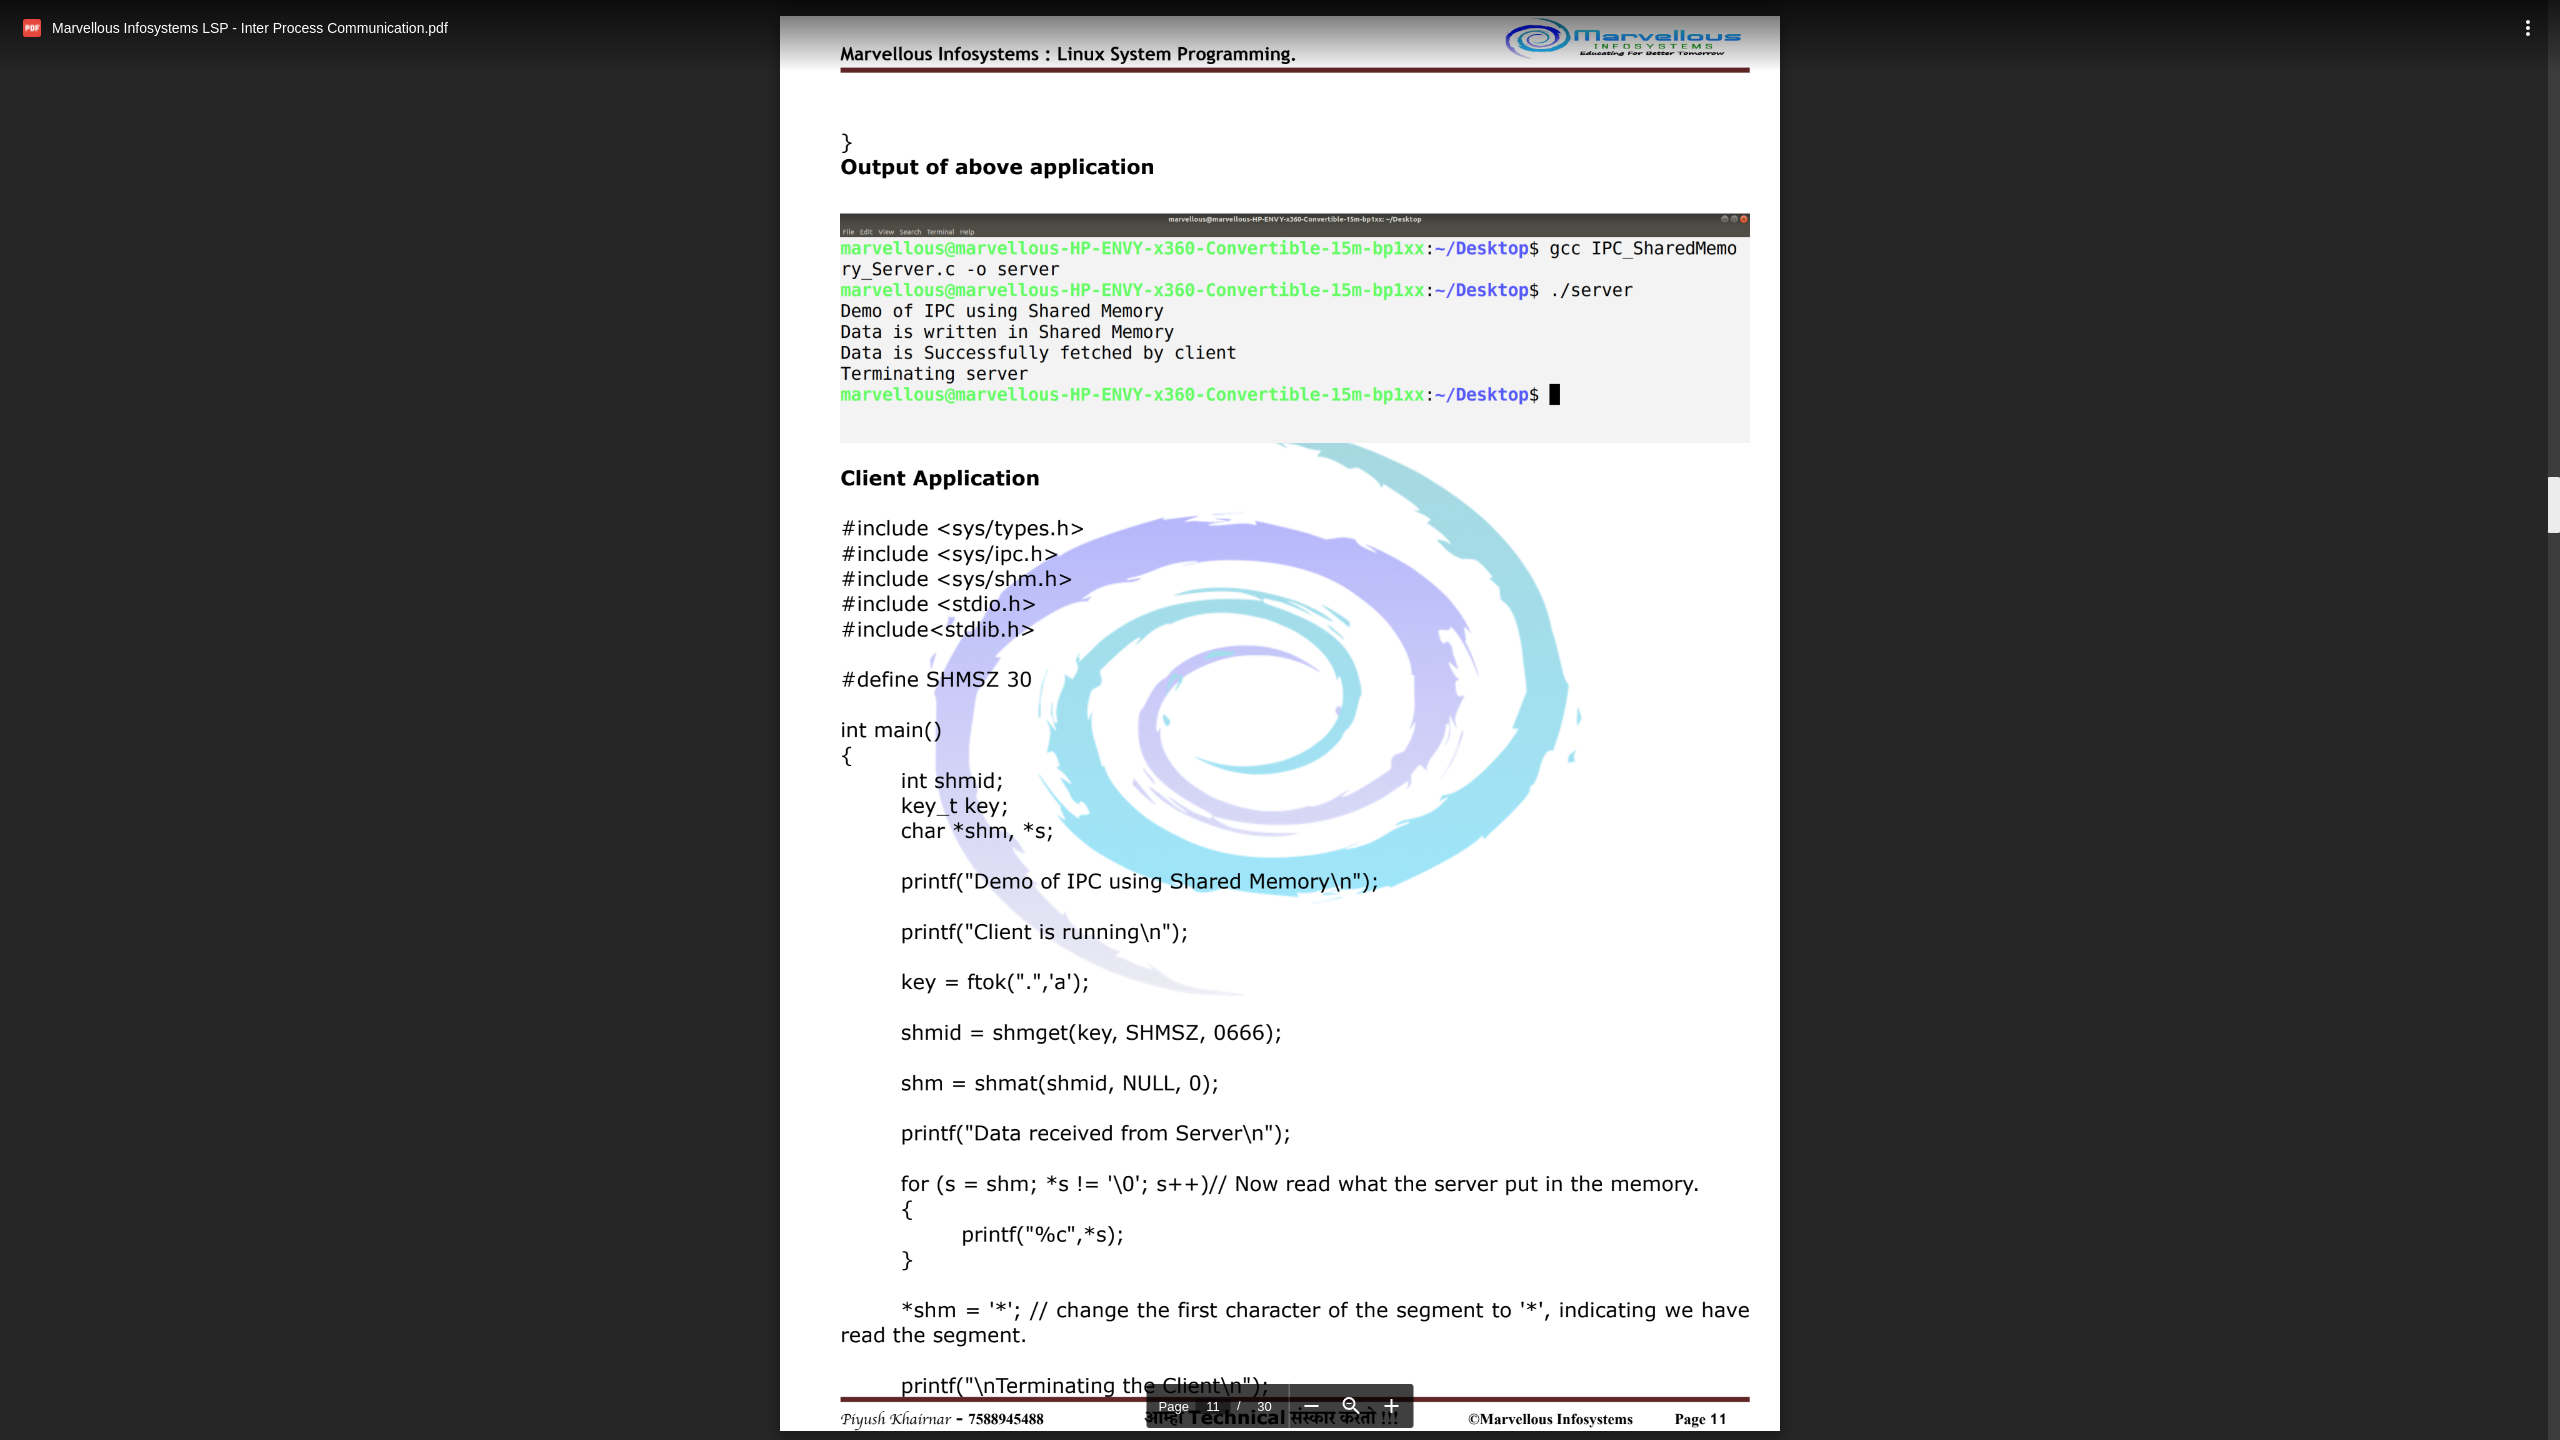 PDF Marvellous Infosystems LSP - Inter Process Communication.pdf
Marvellous Infosystems : Linux System Programming.
Marvellous
INFOSYSTEMS
Educating For Better Tomorrow
}
Output of above application
marvellous@marvellous-HP-ENVY-x360-Convertible-15m-bp1xx: ~/Desktop
File Edit View Search Terminal Help
marvellous@marvellous-HP-ENVY-x360-Convertible-15m-bp1xx:~/Desktop$ gcc IPC_SharedMemo
ry_Server.c -o server
marvellous@marvellous-HP-ENVY-x360-Convertible-15m-bp1xx:~/Desktop$ ./server
Demo of IPC using Shared Memory
Data is written in Shared Memory
Data is Successfully fetched by client
Terminating server
marvellous@marvellous-HP-ENVY-x360-Convertible-15m-bp1xx:~/Desktop$
Client Application
#include <sys/types.h>
#include <sys/ipc.h>
#include <sys/shm.h>
#include <stdio.h>
#include<stdlib.h>
#define SHMSZ 30
int main()
{
int shmid;
key_t key;
char *shm, *s;
printf("Demo of IPC using Shared Memory\n");
printf("Client is running\n");
key = ftok(".",'a');
shmid = shmget(key, SHMSZ, 0666);
shm = shmat(shmid, NULL, 0);
printf("Data received from Server\n");
for (s = shm; *s != '\0'; s++)// Now read what the server put in the memory.
{
printf("%c",*s);
}
*shm = '*'; // change the first character of the segment to '*', indicating we have
read the segment.
printf("\nTerminating the Client\n");
Page 11 / 30
Piyush Khairnar - 7588945488 आम्ही Technical संस्कार करतो !!! ©Marvellous Infosystems Page 11